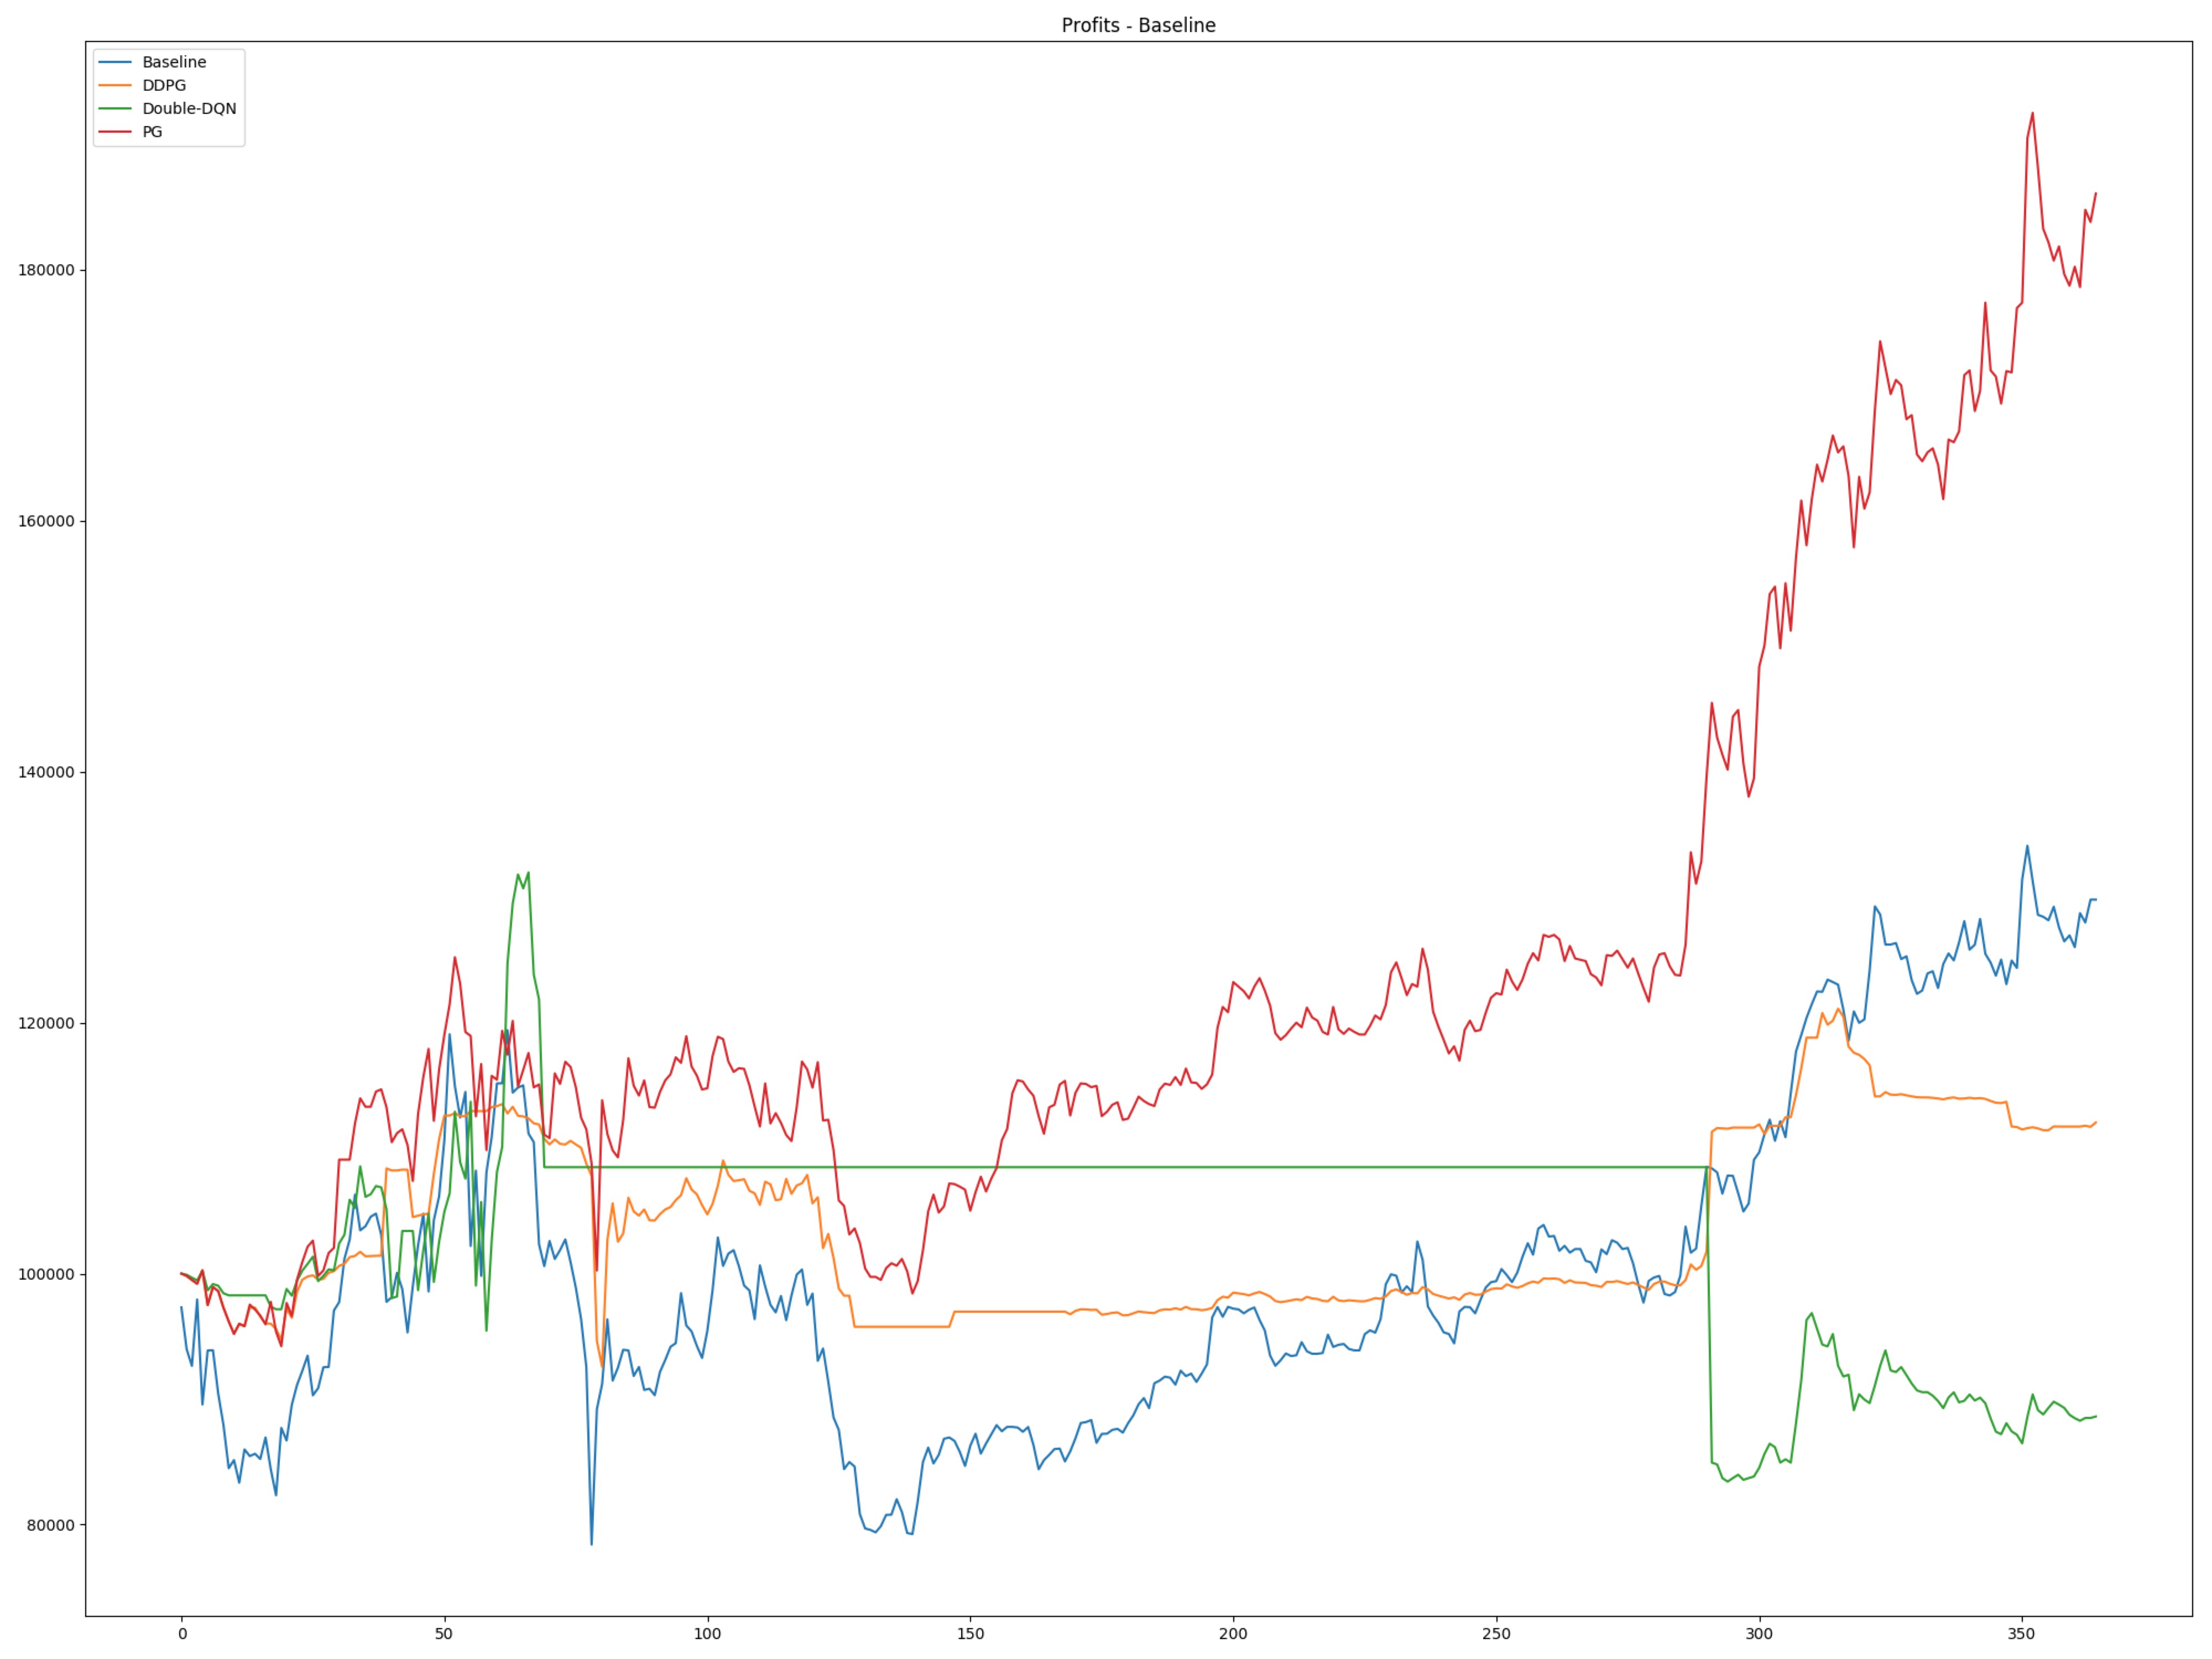 Profits - Baseline
Baseline
DDPG
Double-DQN
PG
180000
160000
140000
120000
100000
80000
0 50 100 150 200 250 300 350